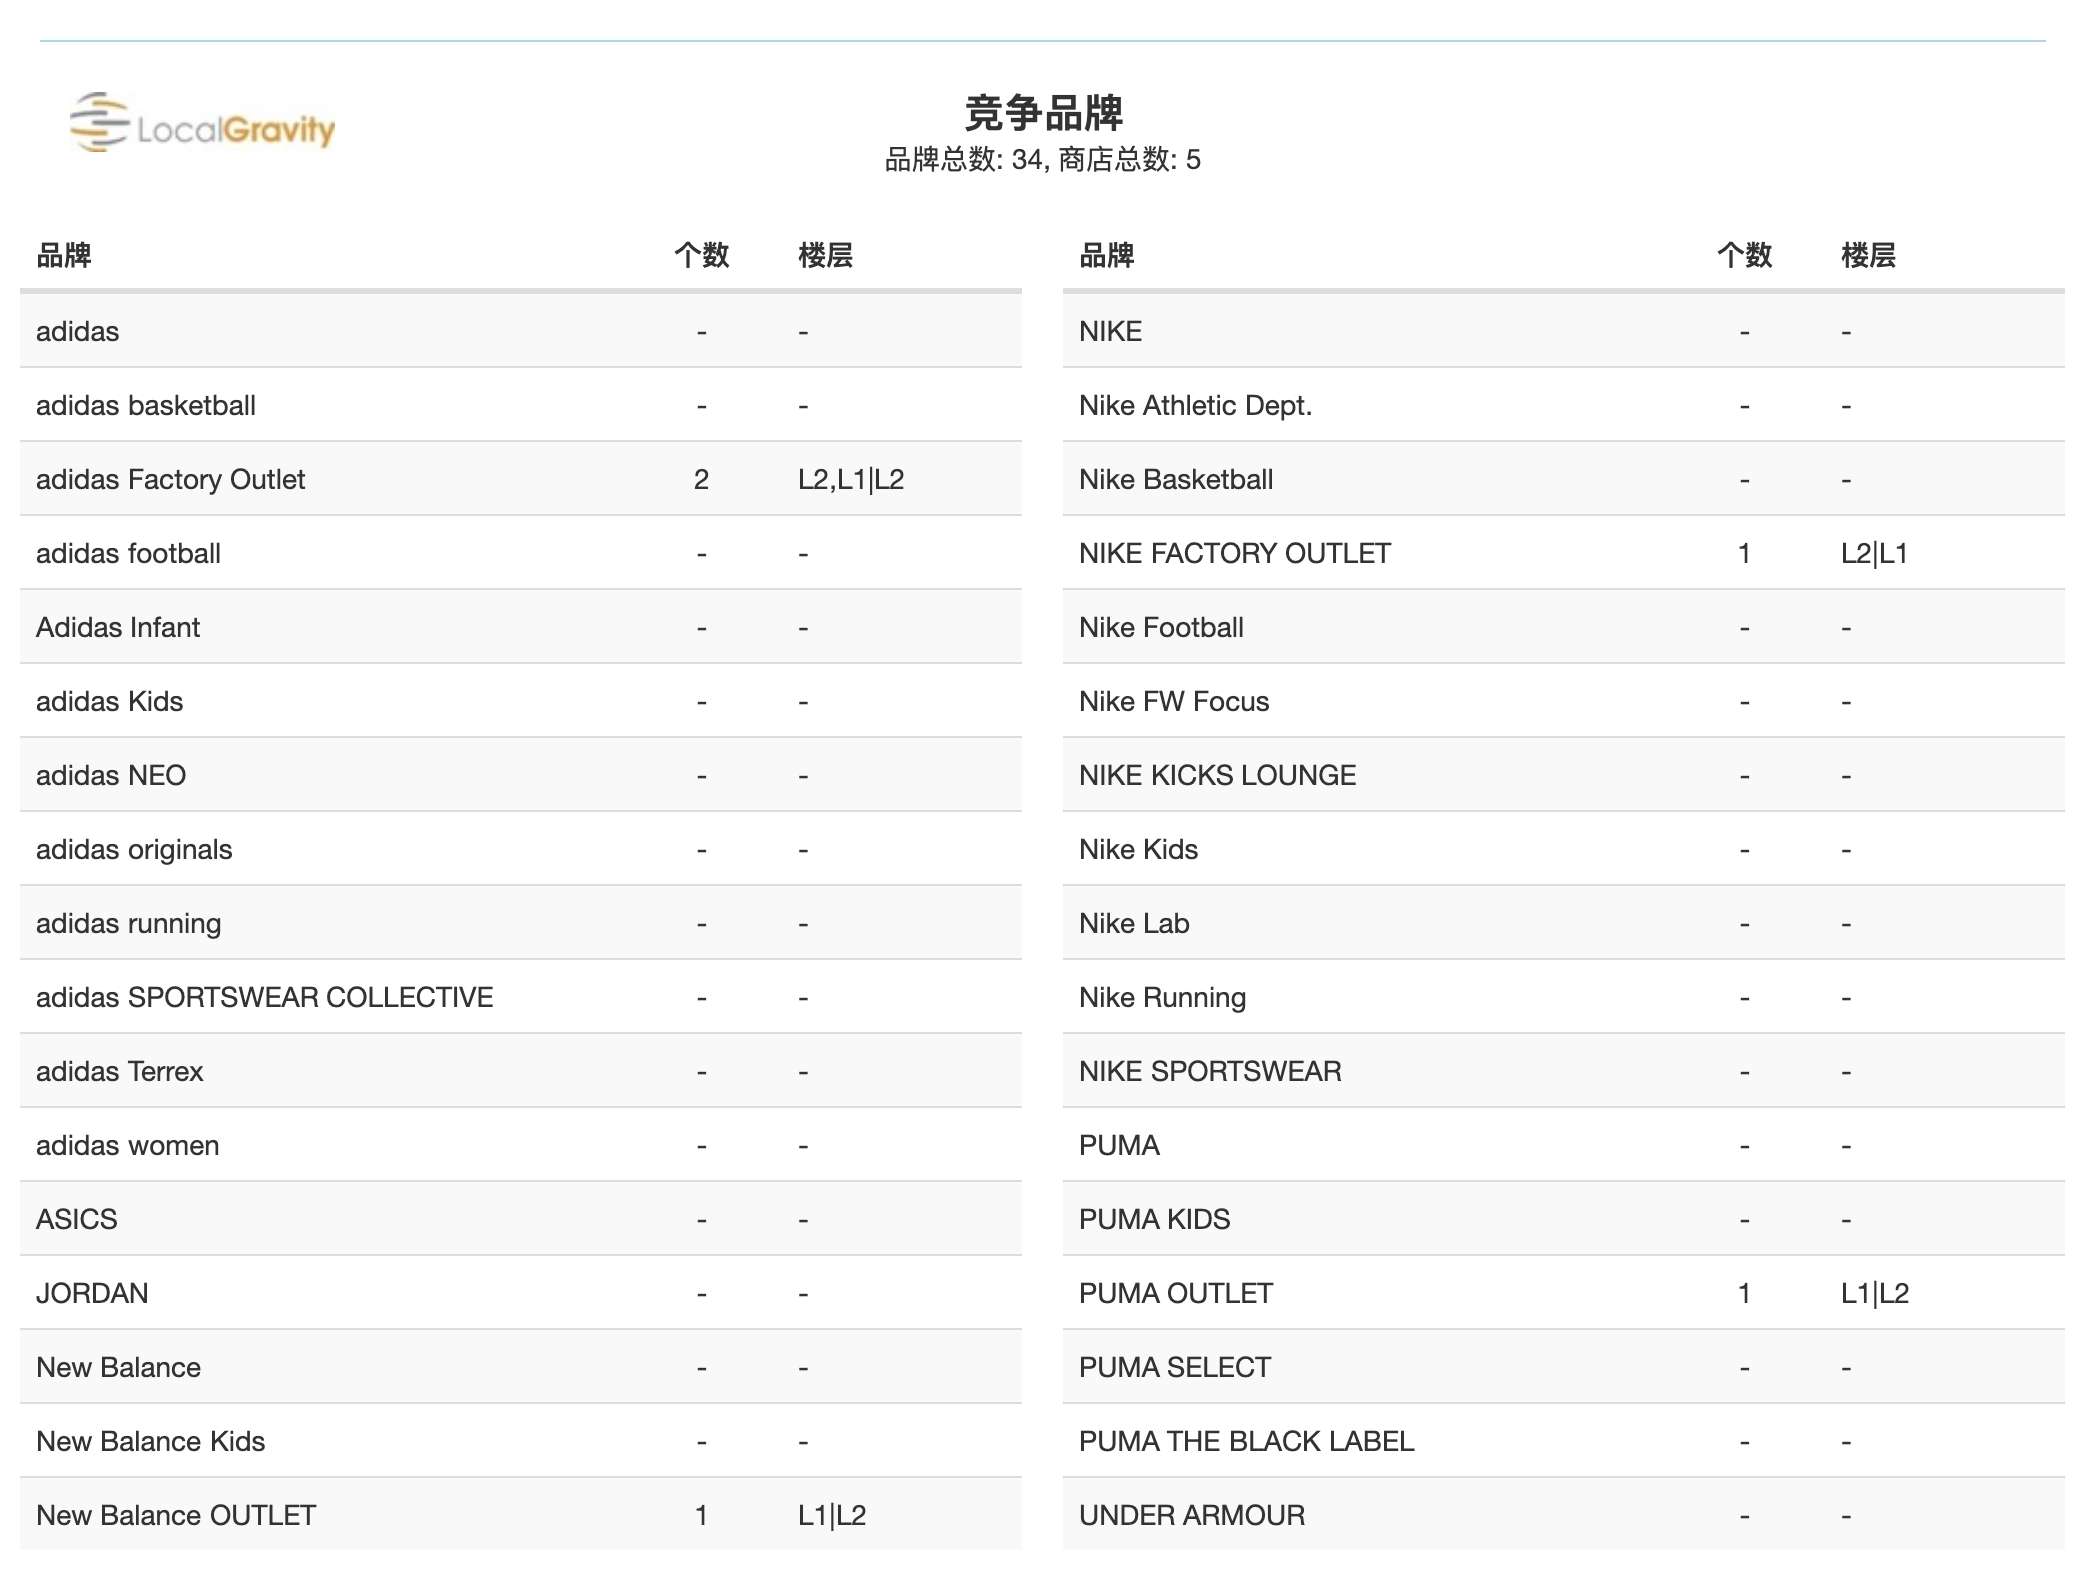 LocalGravity
竞争品牌
品牌总数: 34, 商店总数: 5
品牌 个数 楼层
adidas - -
adidas basketball - -
adidas Factory Outlet 2 L2,L1|L2
adidas football - -
Adidas Infant - -
adidas Kids - -
adidas NEO - -
adidas originals - -
adidas running - -
adidas SPORTSWEAR COLLECTIVE - -
adidas Terrex - -
adidas women - -
ASICS - -
JORDAN - -
New Balance - -
New Balance Kids - -
New Balance OUTLET 1 L1|L2
品牌 个数 楼层
NIKE - -
Nike Athletic Dept. - -
Nike Basketball - -
NIKE FACTORY OUTLET 1 L2|L1
Nike Football - -
Nike FW Focus - -
NIKE KICKS LOUNGE - -
Nike Kids - -
Nike Lab - -
Nike Running - -
NIKE SPORTSWEAR - -
PUMA - -
PUMA KIDS - -
PUMA OUTLET 1 L1|L2
PUMA SELECT - -
PUMA THE BLACK LABEL - -
UNDER ARMOUR - -